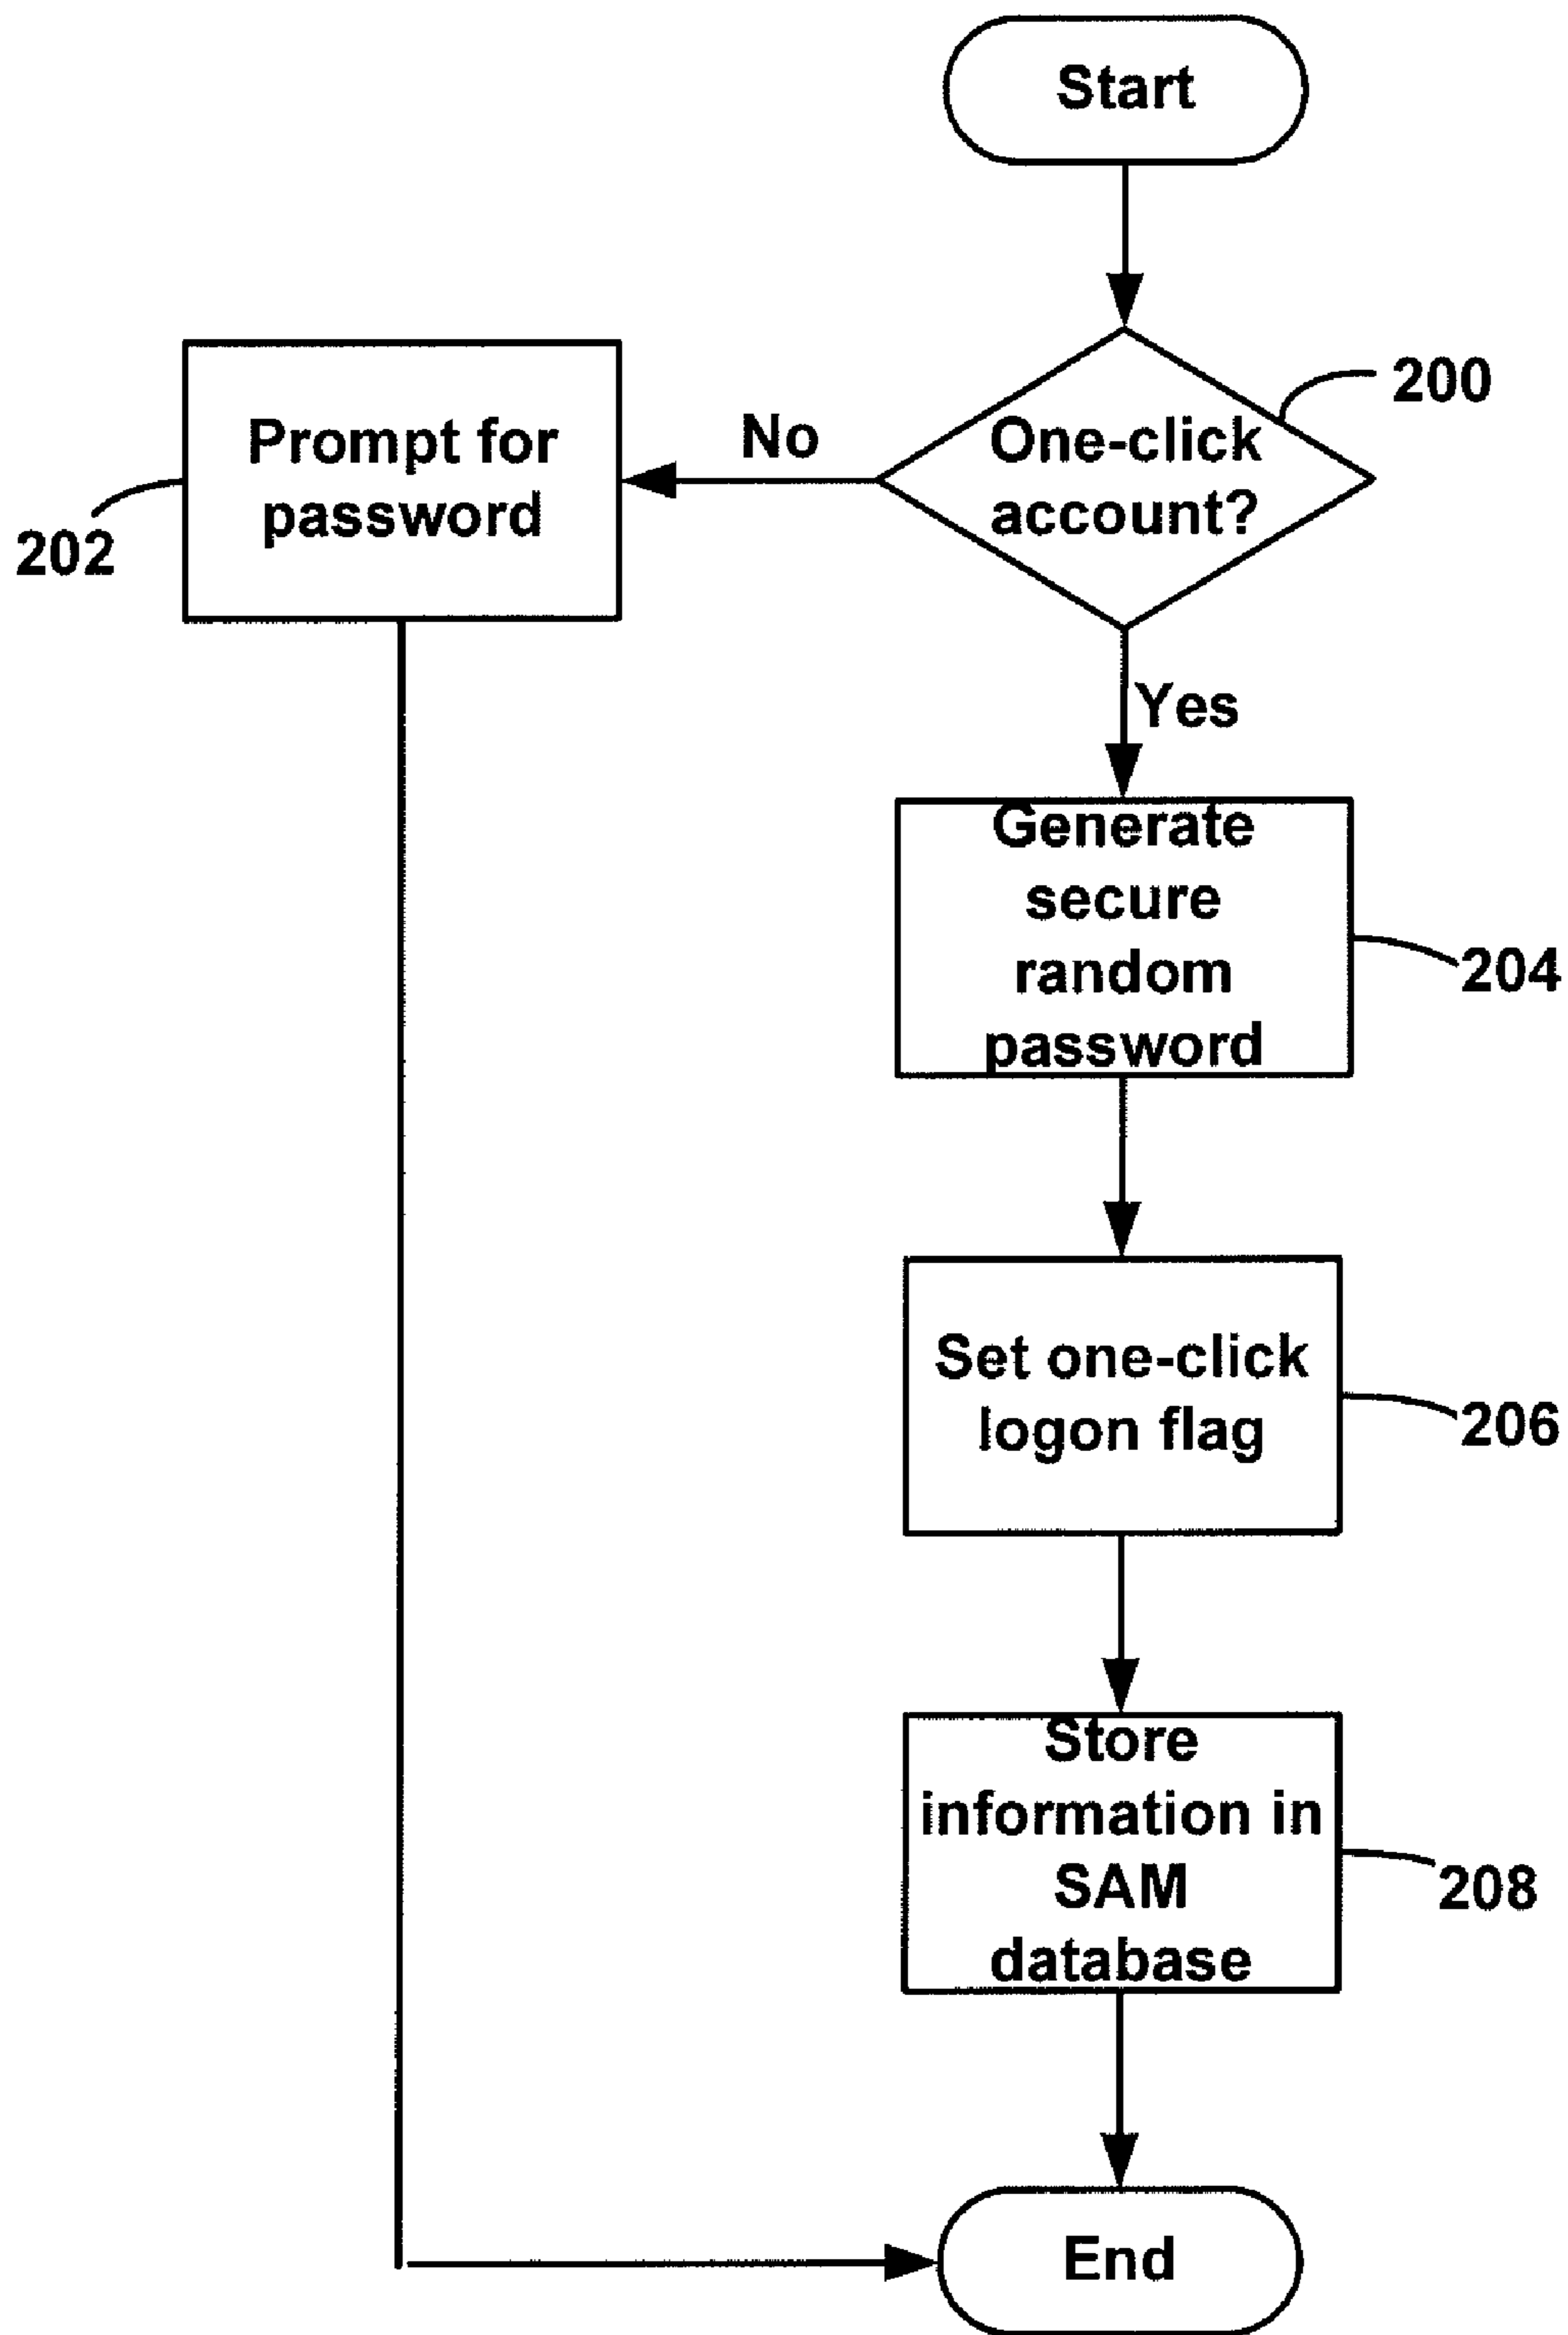 Start
200
One-click
account?
No
Prompt for
password
202
Yes
Generate
secure
random
password
204
Set one-click
logon flag
206
Store
information in
SAM
database
208
End